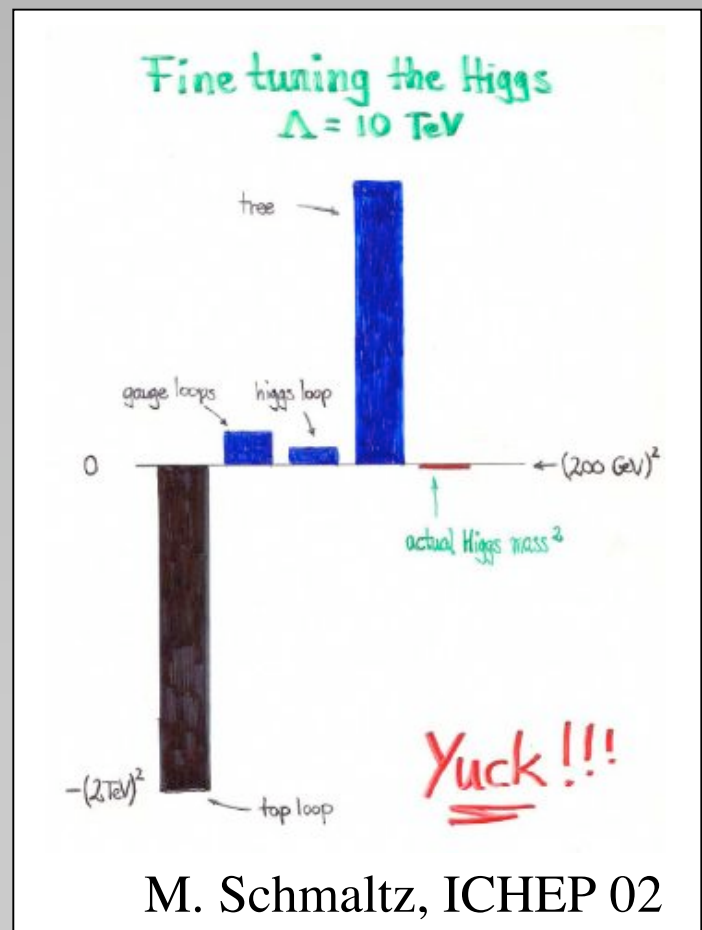 Fine tuning the Higgs
Λ = 10 TeV
tree
gauge loops
higgs loop
0
(200 GeV)²
actual Higgs mass²
-(2TeV)²
top loop
Yuck!!!
M. Schmaltz, ICHEP 02